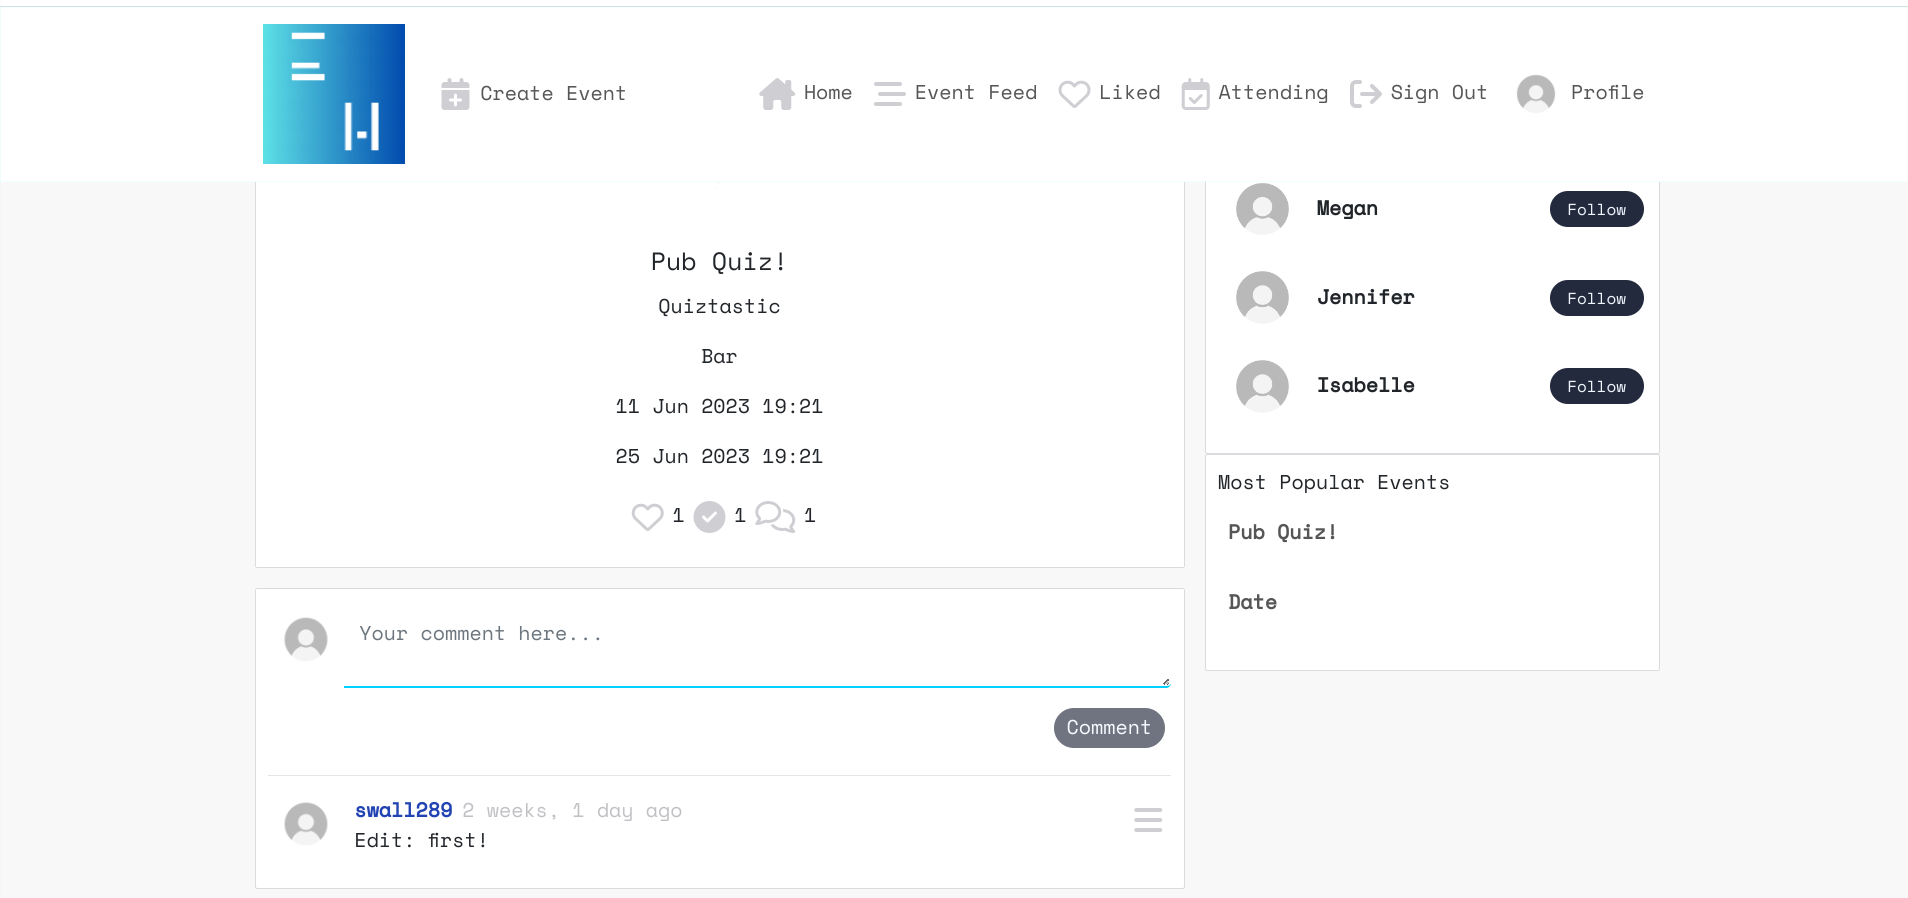 Create Event
Home
Event Feed
Liked
Attending
Sign Out
Profile
Pub Quiz!
Quiztastic
Bar
11 Jun 2023 19:21
25 Jun 2023 19:21
1 1 1
Your comment here...
Comment
swall289 2 weeks, 1 day ago
Edit: first!
Megan
Follow
Jennifer
Follow
Isabelle
Follow
Most Popular Events
Pub Quiz!
Date